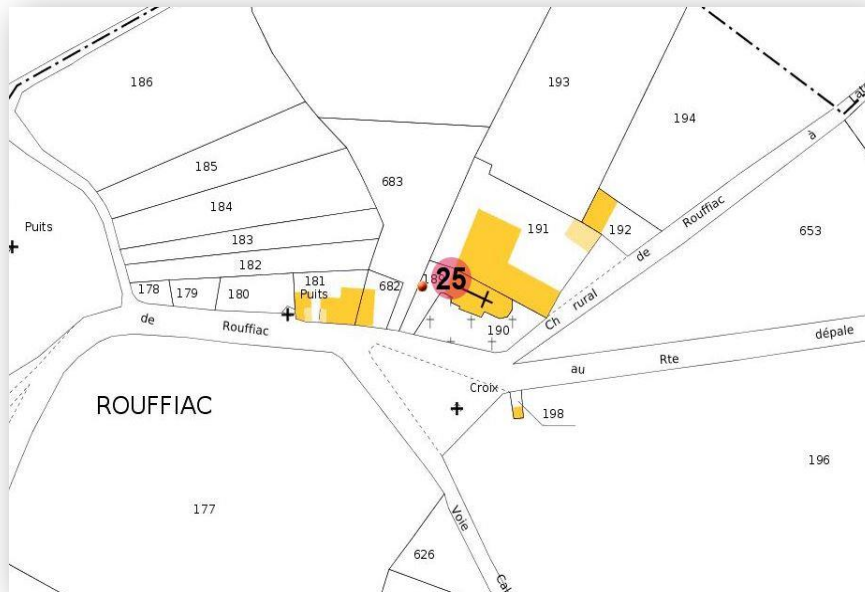 186
193
194
à
185
683
184
Rouffiac
Puits
183
191
192
653
de
182
181
178
179
180
Puits
682
25
rural
Ch
190
de
Rouffiac
au
Rte
dépale
Croix
ROUFFIAC
198
196
177
Voie
626